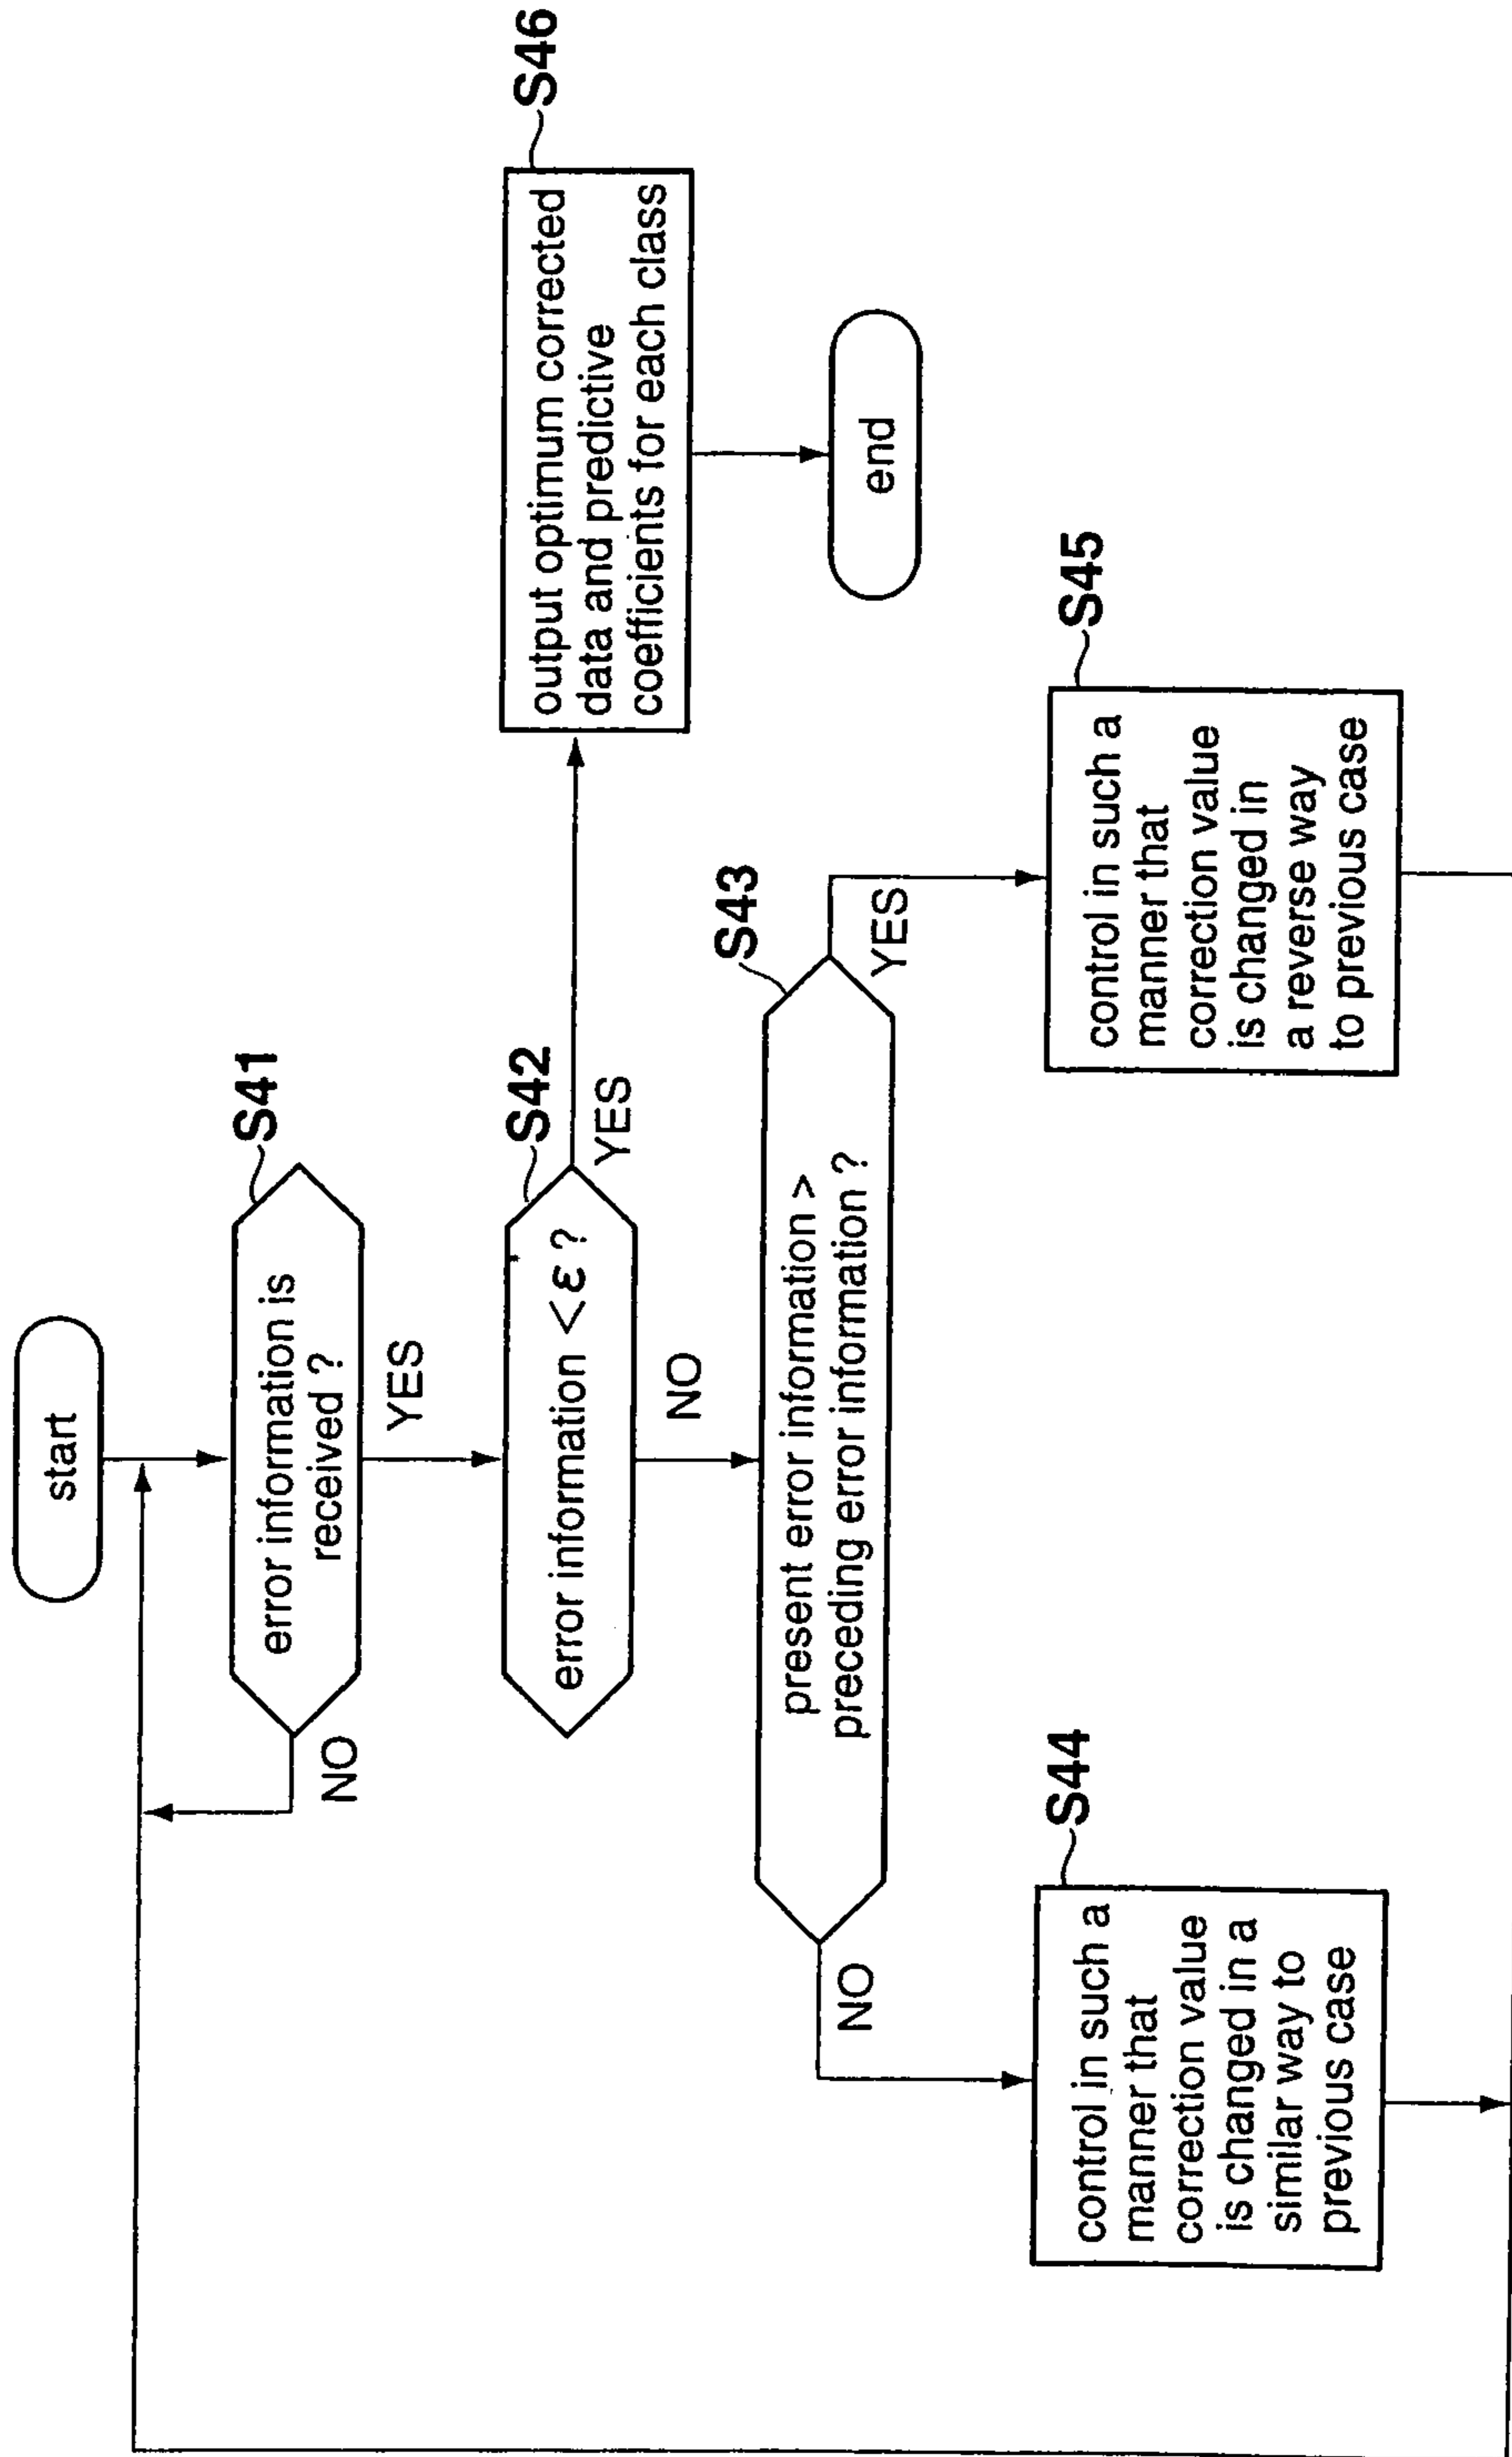 start
S41
error information is
received ?
NO
YES
S42
error information < ε ?
YES
NO
S46
output optimum corrected
data and predictive
coefficients for each class
end
S43
present error information >
preceding error information ?
NO
YES
S44
control in such a
manner that
correction value
is changed in a
similar way to
previous case
S45
control in such a
manner that
correction value
is changed in
a reverse way
to previous case